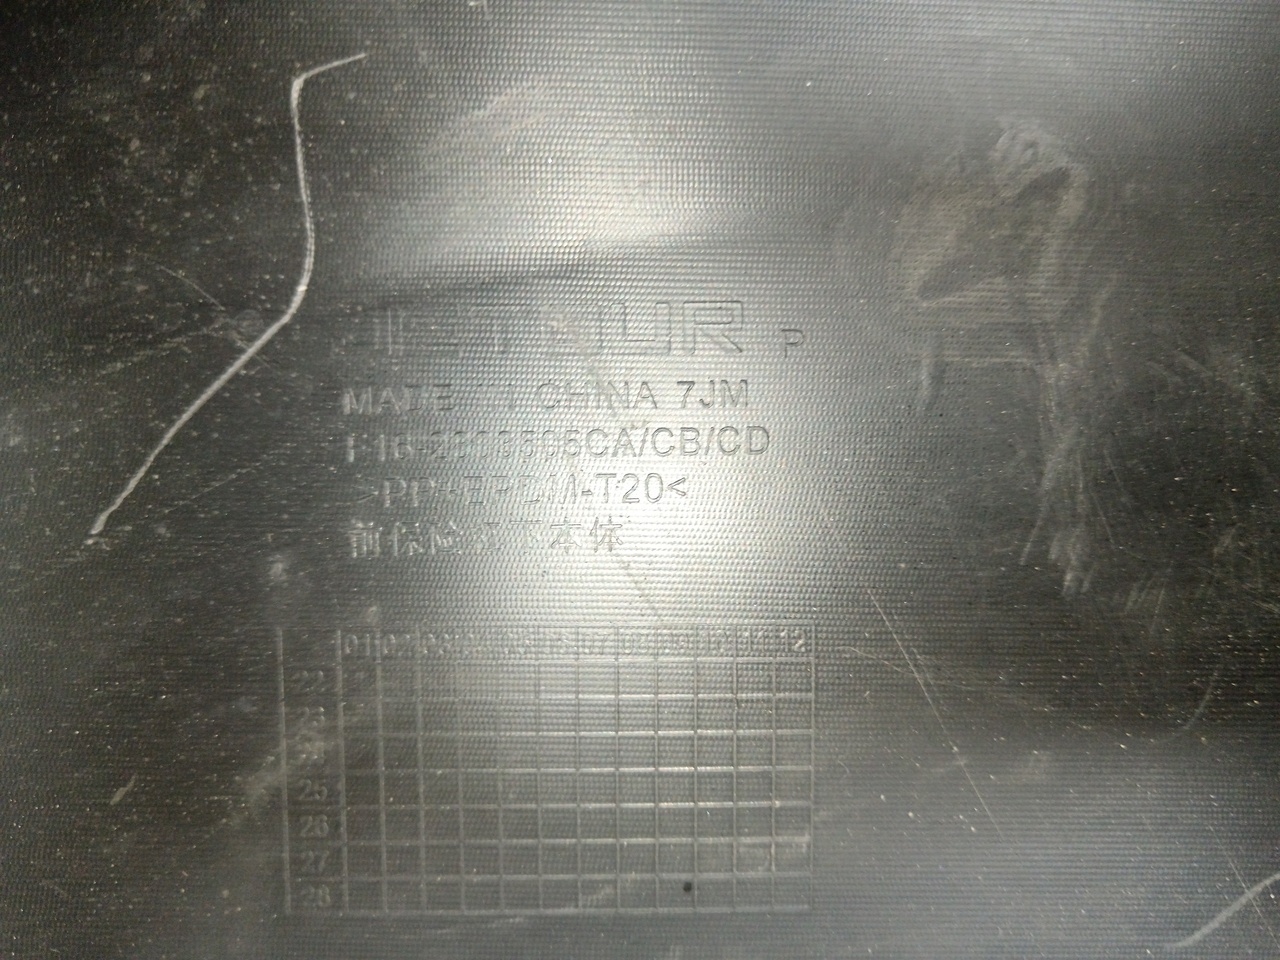 JETOUR P
MADE IN CHINA 7JM
F16-2803505CA/CB/CD
>PP+EPDM-T20<
前保险杠下本体
01 02 03 04 05 06 07 08 09 10 11 12
22
23
24
25
26
27
28